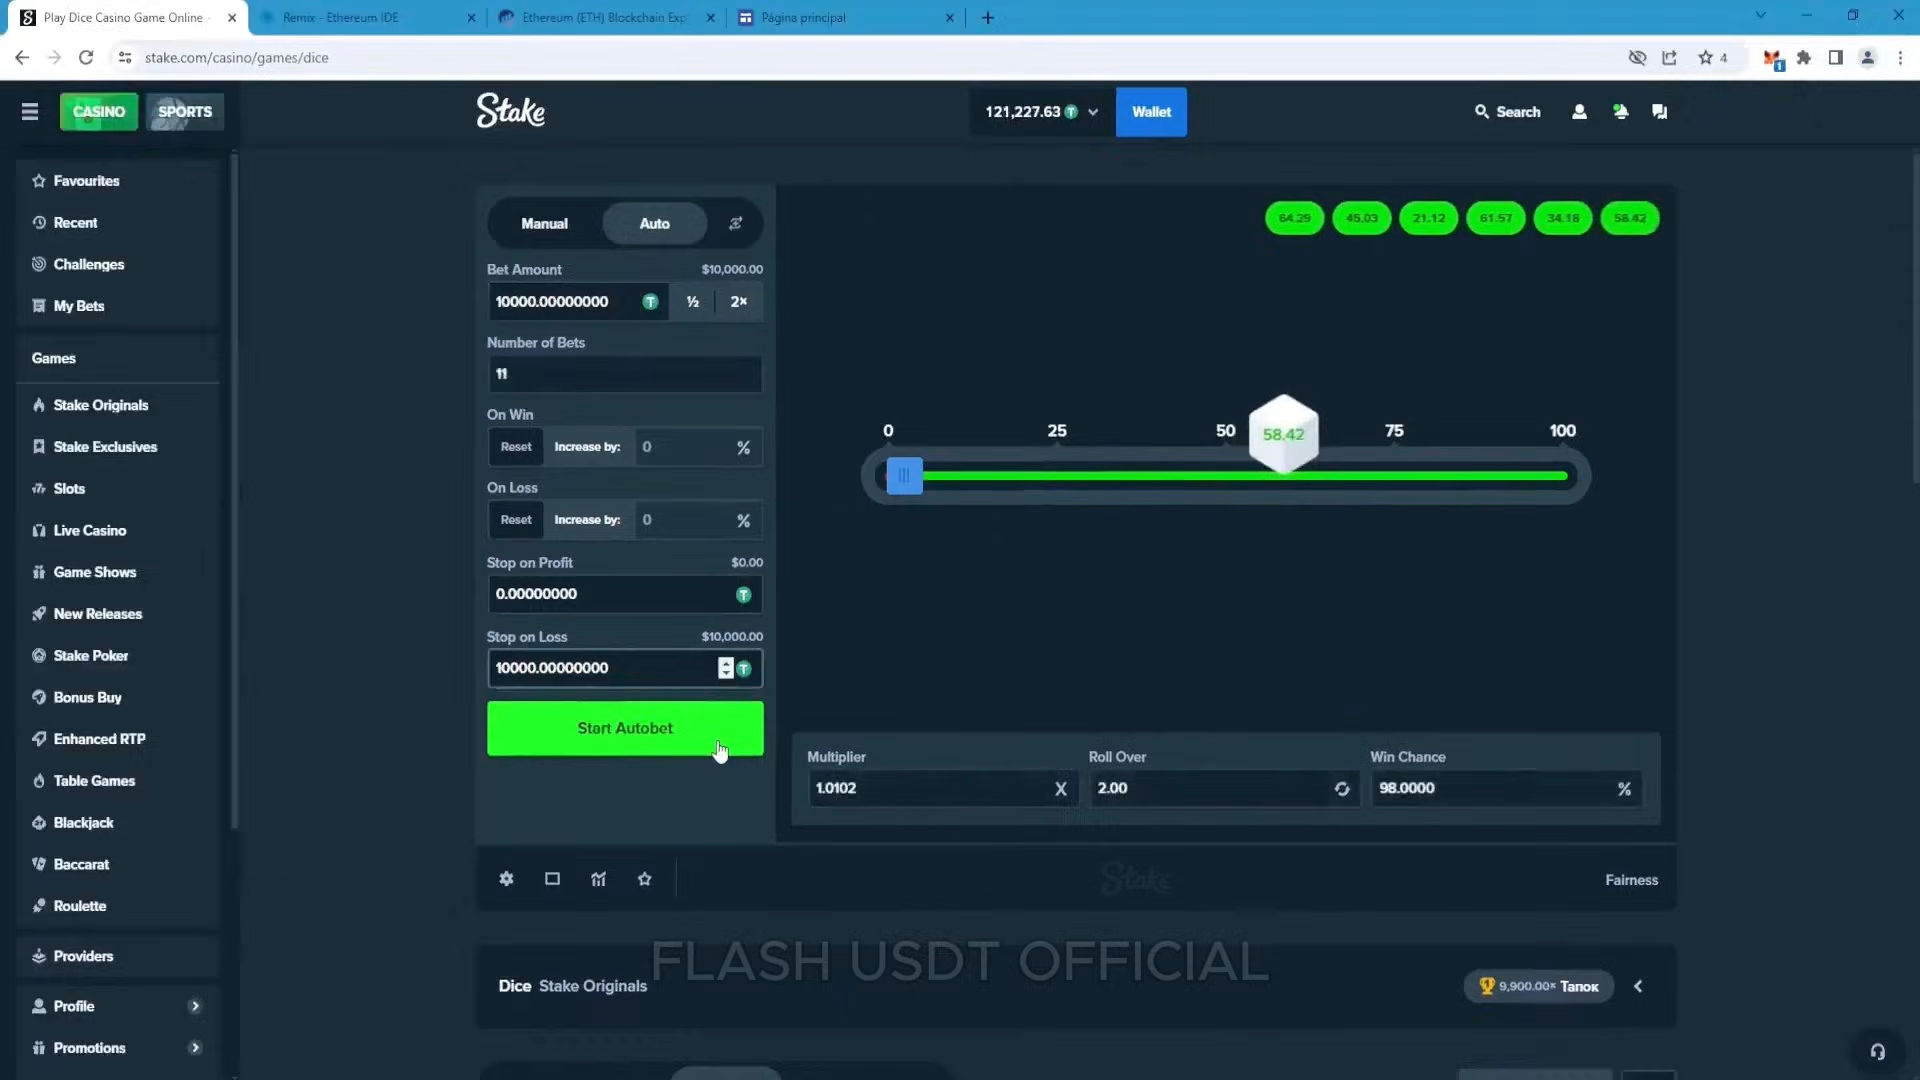 Play Dice Casino Game Online -
Remix - Ethereum IDE
Ethereum (ETH) Blockchain Exp
Página principal
stake.com/casino/games/dice
4
1
CASINO
SPORTS
Stake
121,227.63
Wallet
Search
Favourites
Recent
Challenges
My Bets
Games
Stake Originals
Stake Exclusives
Slots
Live Casino
Game Shows
New Releases
Stake Poker
Bonus Buy
Enhanced RTP
Table Games
Blackjack
Baccarat
Roulette
Providers
Profile
Promotions
Manual
Auto
Bet Amount
$10,000.00
10000.00000000
½
2×
Number of Bets
11
On Win
Reset
Increase by:
0
%
On Loss
Reset
Increase by:
0
%
Stop on Profit
$0.00
0.00000000
Stop on Loss
$10,000.00
10000.00000000
Start Autobet
64.29
45.03
21.12
61.57
34.18
58.42
0
25
50
75
100
58.42
Multiplier
1.0102
X
Roll Over
2.00
Win Chance
98.0000
%
Stake
Fairness
FLASH USDT OFFICIAL
Dice Stake Originals
9,900.00× Тапок